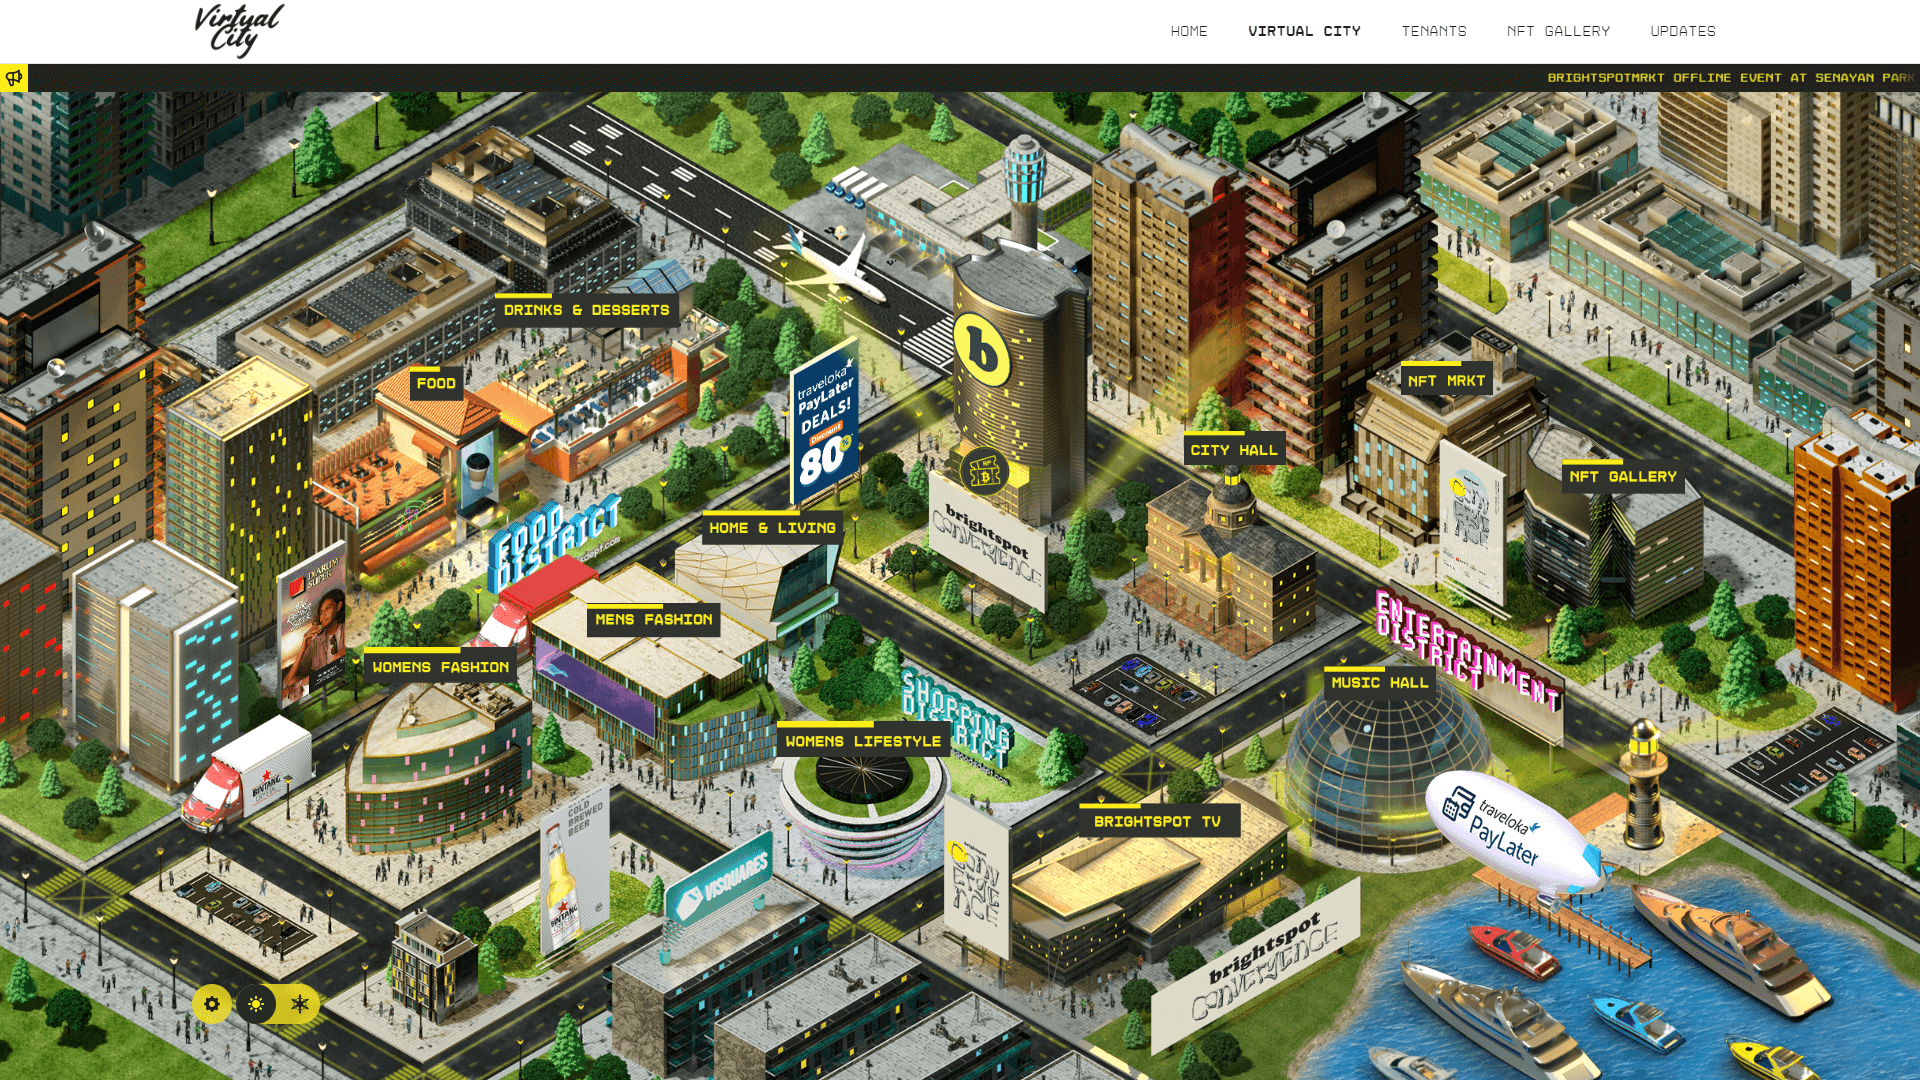 Virtual
City
HOME
VIRTUAL CITY
TENANTS
NFT GALLERY
UPDATES
BRIGHTSPOTMRKT OFFLINE EVENT AT SENAYAN PARK
DRINKS & DESSERTS
FOOD
traveloka
PayLater
DEALS!
Discount
80%
b
NFT MRKT
CITY HALL
NFT GALLERY
brightspot
CONVERGENCE
HOME & LIVING
FOOD
DISTRICT
DJARUM
SUPER
MENS FASHION
WOMENS FASHION
ENTERTAINMENT
DISTRICT
MUSIC HALL
SHOPPING
DISTRICT
WOMENS LIFESTYLE
BINTANG
COLD
BREWED
BEER
BINTANG
VISQUARES
BRIGHTSPOT TV
traveloka
PayLater
brightspot
CONVERGENCE